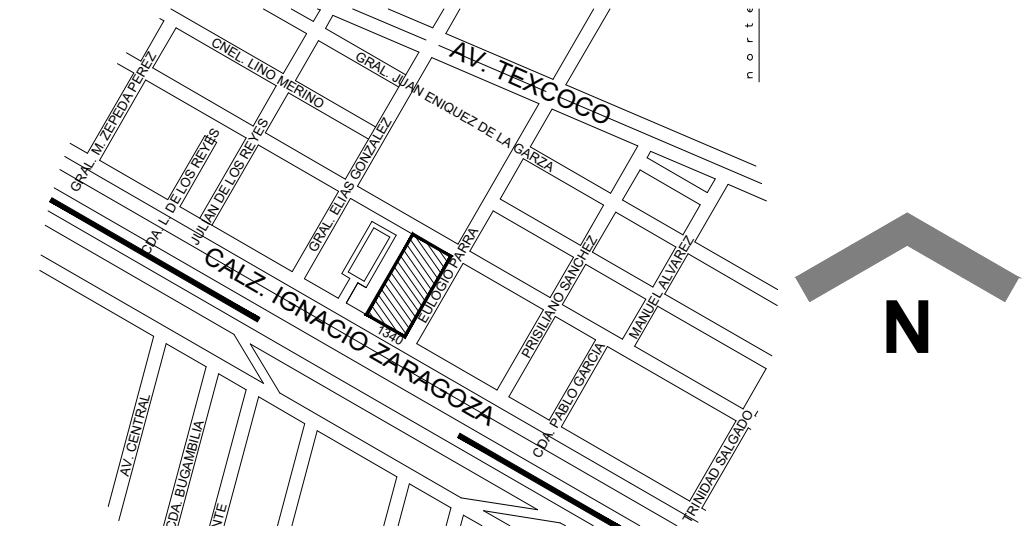 norte
AV. TEXCOCO
CNEL. LINO MERINO
GRAL. JUAN ENIQUEZ DE LA GARZA
GRAL. M. ZEPEDA PEREZ
CDA. L. DE LOS REYES
JULIAN DE LOS REYES
GRAL. ELIAS GONZALEZ
EULOGIO PARRA
PRISILIANO SANCHEZ
MANUEL ALVAREZ
CALZ. IGNACIO ZARAGOZA
1340
N
CDA. PABLO GARCIA
TRINIDAD SALGADO
AV. CENTRAL
CDA. BUGAMBILIA
NTE